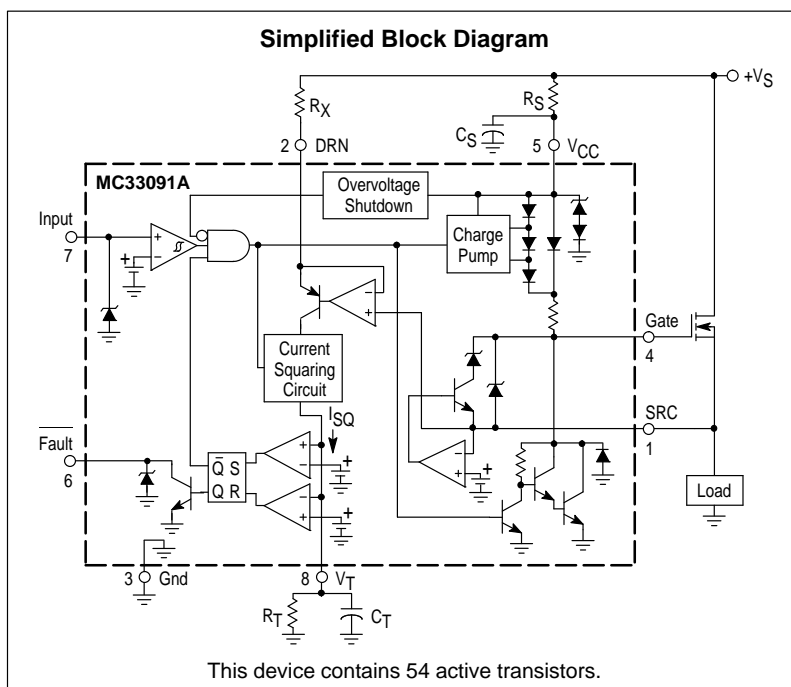 Simplified Block Diagram
+VS
RX
RS
CS
2 DRN
5 VCC
MC33091A
Overvoltage
Shutdown
Input
7
+
–
Charge
Pump
–
+
Gate
4
Current
Squaring
Circuit
ISQ
SRC
1
Fault
6
Q S
Q R
+
–
+
–
+
+
–
+
+
–
+
Load
3 Gnd
8 VT
RT
CT
This device contains 54 active transistors.